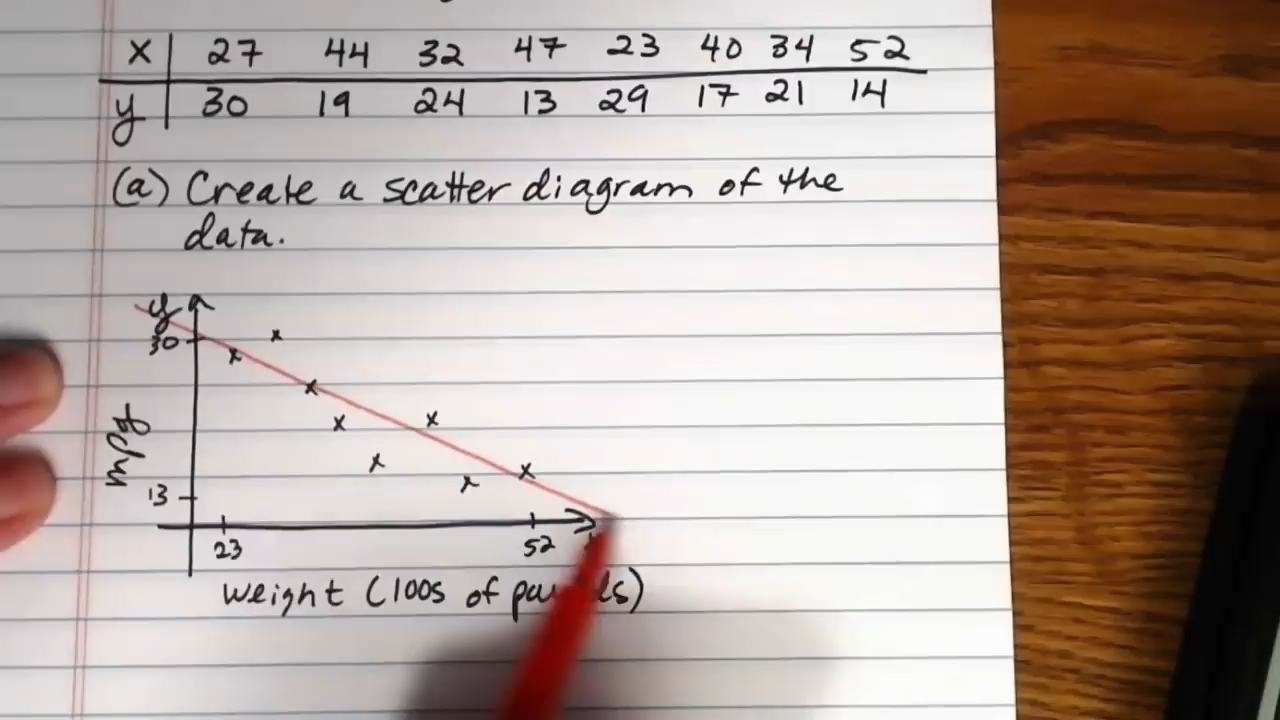 x 27 44 32 47 23 40 34 52
y 30 19 24 13 29 17 21 14
(a) Create a scatter diagram of the
data.
y
30
mpg
13
23 52
Weight (100s of